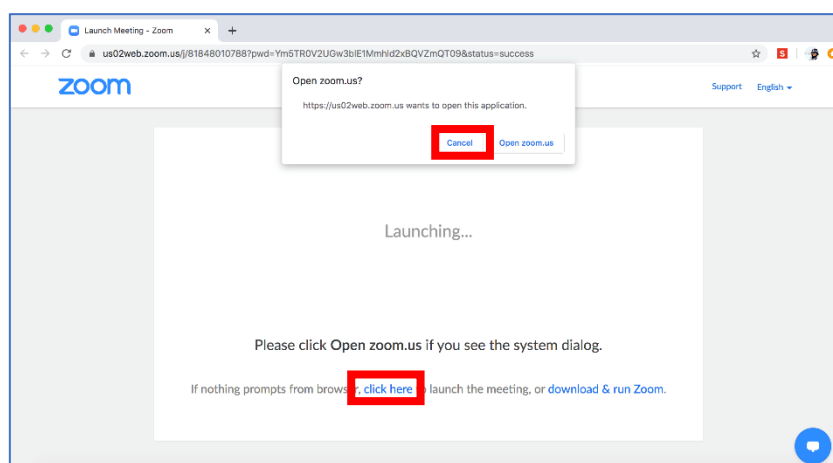 Launch Meeting - Zoom
us02web.zoom.us/j/81848010788?pwd=Ym5TR0V2UGw3blE1Mmhld2xBQVZmQT09&status=success
S
zoom
Support English
Open zoom.us?
https://us02web.zoom.us wants to open this application.
Cancel Open zoom.us
Launching...
Please click Open zoom.us if you see the system dialog.
If nothing prompts from browser, click here to launch the meeting, or download & run Zoom.